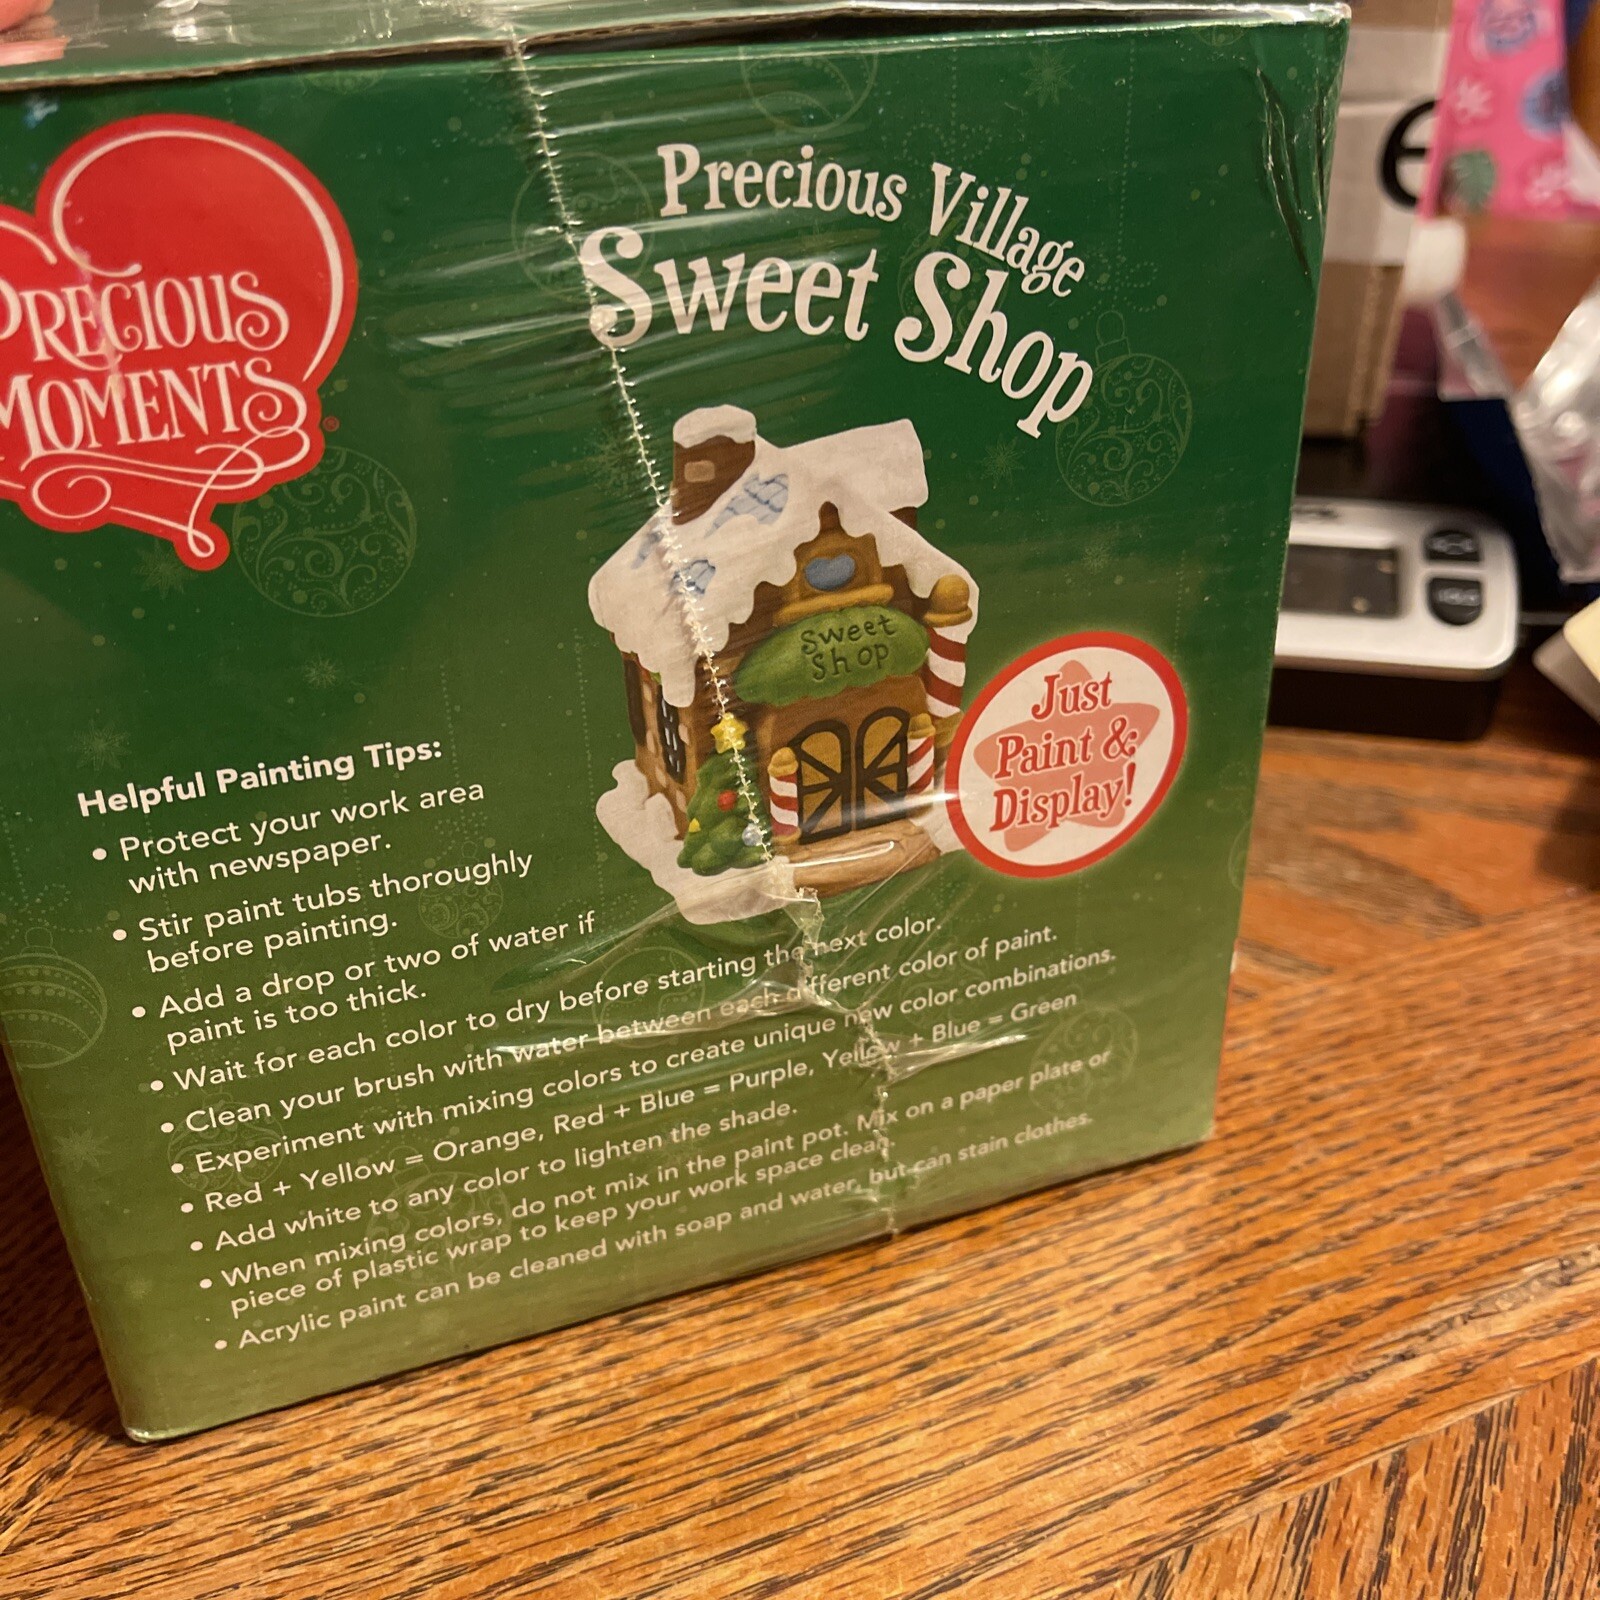 PRECIOUS
MOMENTS
®
Precious Village
Sweet Shop
Sweet
Shop
Just
Paint &
Display!
Helpful Painting Tips:
• Protect your work area
with newspaper.
• Stir paint tubs thoroughly
before painting.
• Add a drop or two of water if
paint is too thick.
• Wait for each color to dry before starting the next color.
• Clean your brush with water between each different color of paint.
• Experiment with mixing colors to create unique new color combinations.
• Red + Yellow = Orange, Red + Blue = Purple, Yellow + Blue = Green
• Add white to any color to lighten the shade.
• When mixing colors, do not mix in the paint pot. Mix on a paper plate or
piece of plastic wrap to keep your work space clean.
• Acrylic paint can be cleaned with soap and water, but can stain clothes.
e